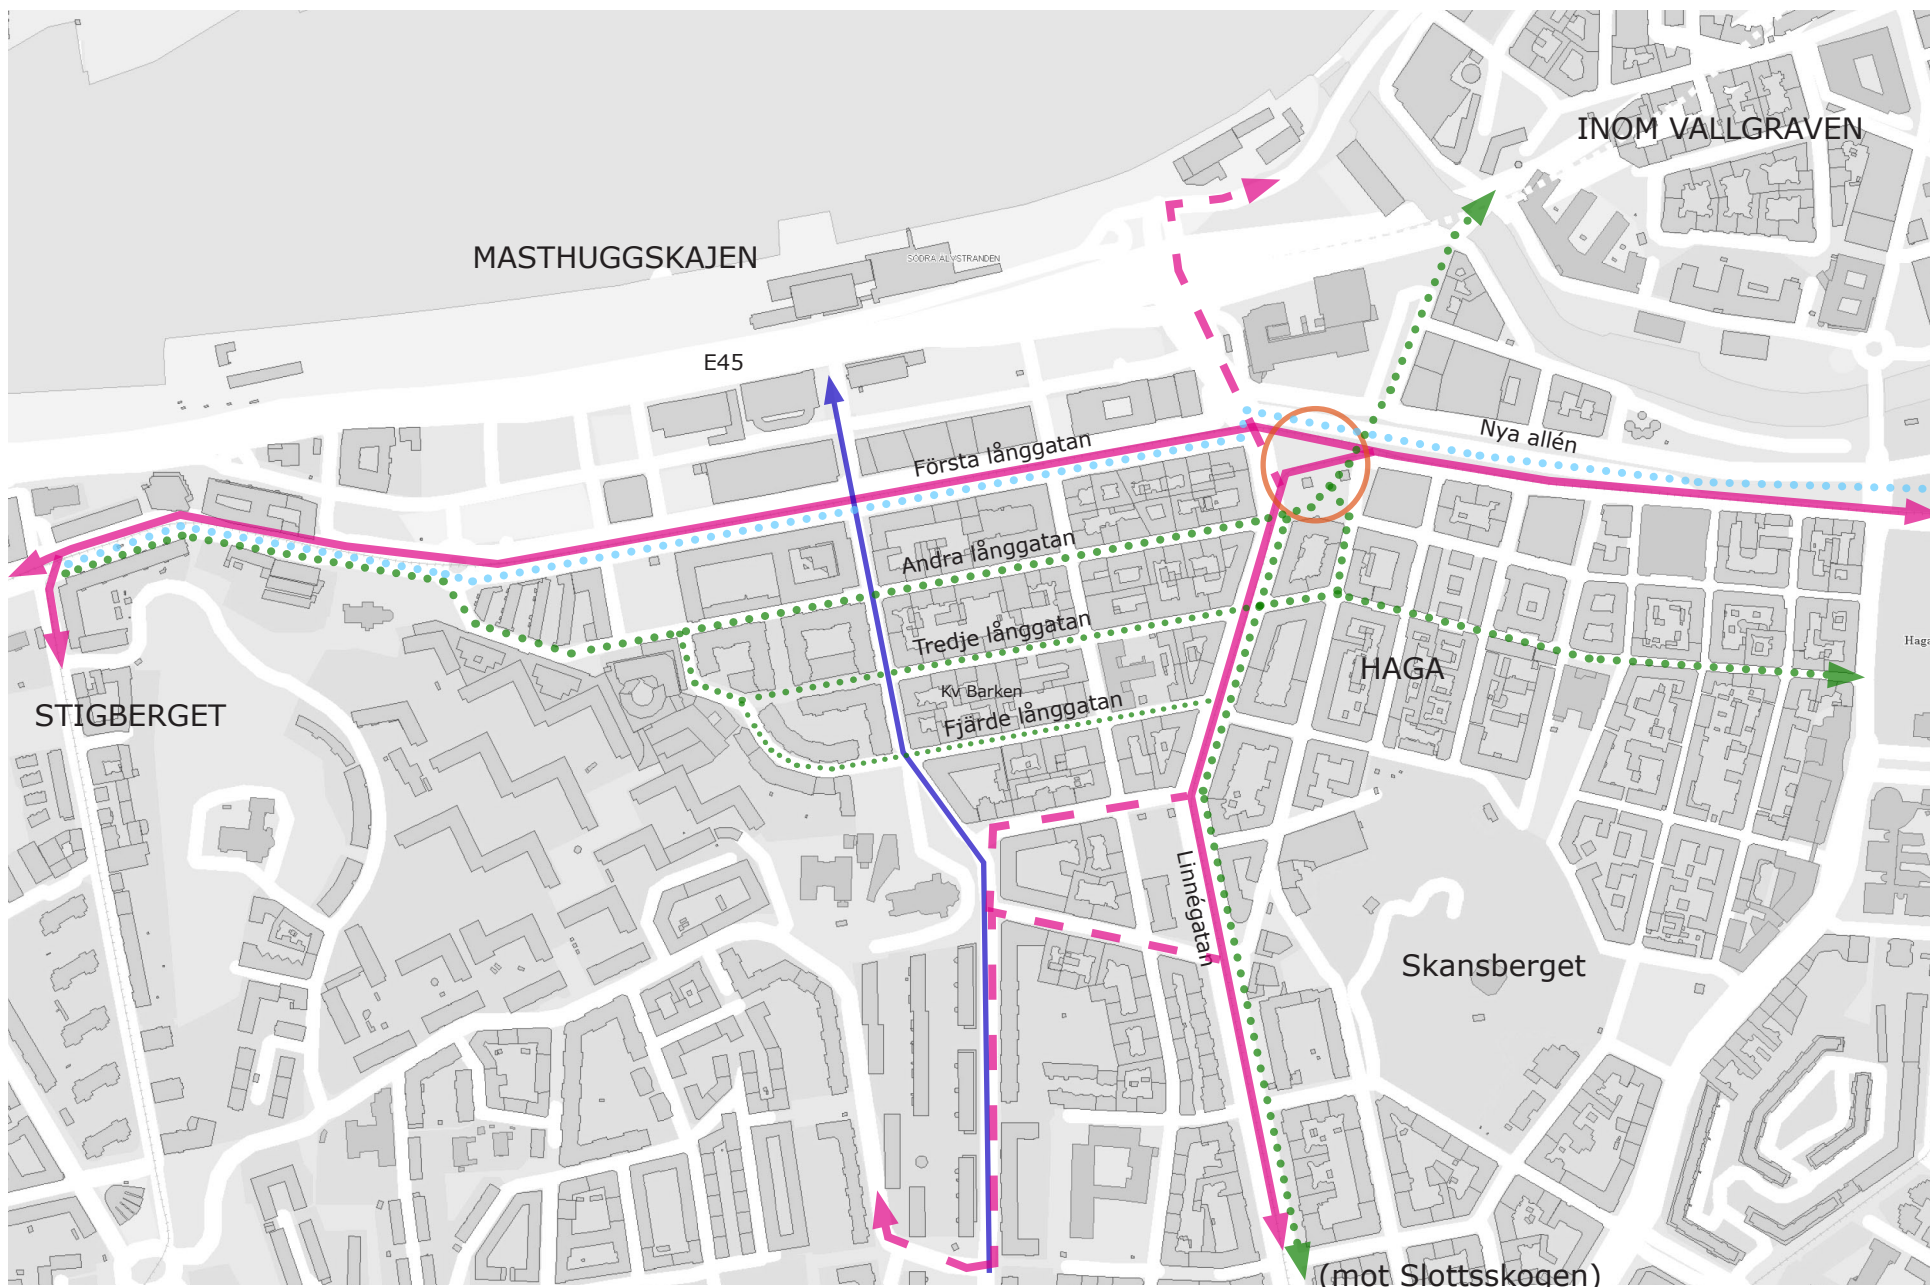 INOM VALLGRAVEN
MASTHUGGSKAJEN
SÖDRA ÄLVSTRANDEN
E45
Nya allén
Första långgatan
Andra långgatan
Tredje långgatan
Haga
HAGA
Kv Barken
Fjärde långgatan
STIGBERGET
Linnégatan
Skansberget
(mot Slottsskogen)